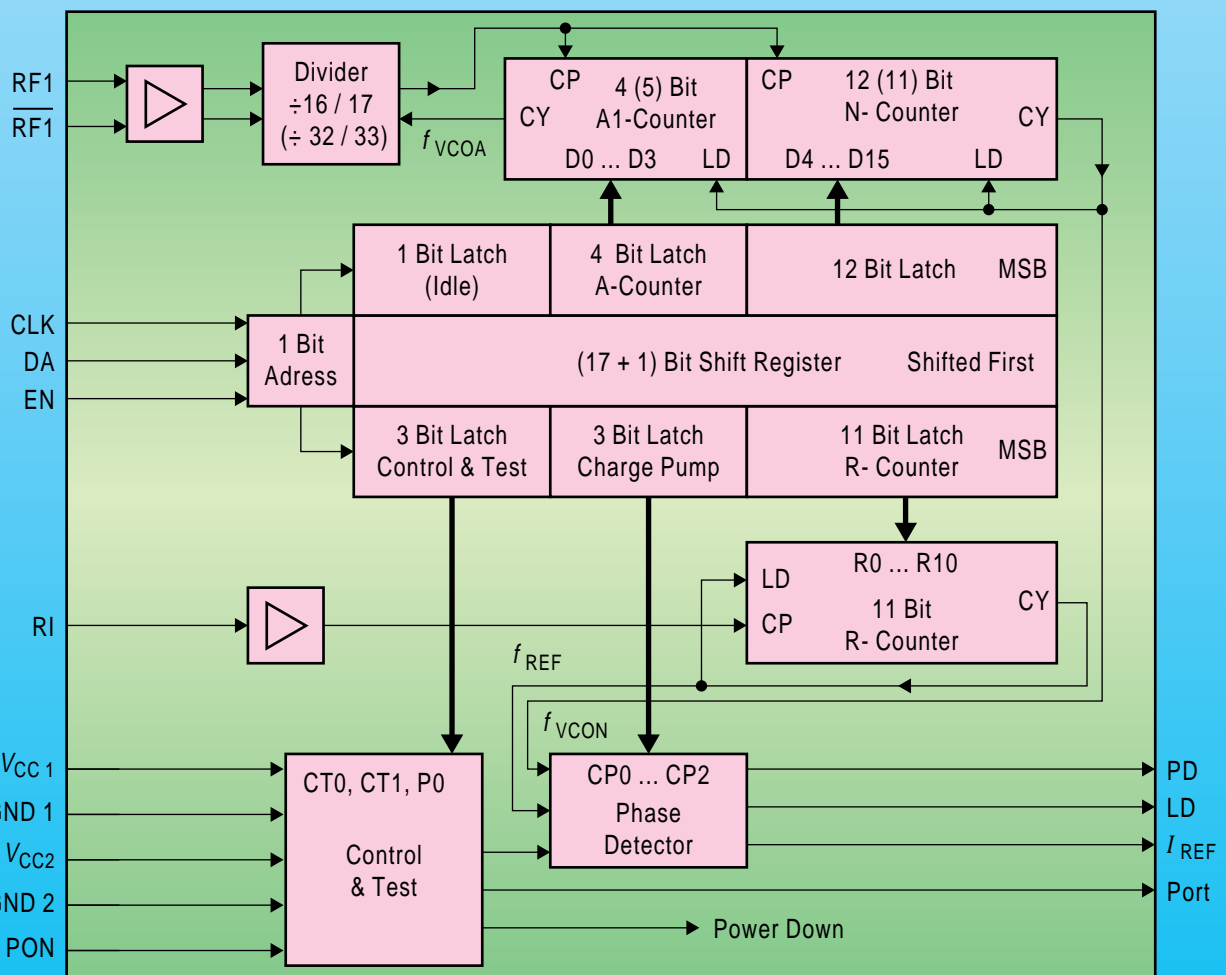 RF1
RF1
Divider
÷16 / 17
(÷ 32 / 33)
f VCOA
CP
4 (5) Bit
A1-Counter
CY
D0 ... D3
LD
CP
12 (11) Bit
N- Counter
CY
D4 ... D15
LD
1 Bit Latch
(Idle)
4 Bit Latch
A-Counter
12 Bit Latch
MSB
CLK
DA
EN
1 Bit
Adress
(17 + 1) Bit Shift Register
Shifted First
3 Bit Latch
Control & Test
3 Bit Latch
Charge Pump
11 Bit Latch
R- Counter
MSB
RI
LD
CP
R0 ... R10
11 Bit
R- Counter
CY
f REF
f VCON
VCC 1
GND 1
VCC2
GND 2
PON
CT0, CT1, P0
Control
& Test
CP0 ... CP2
Phase
Detector
PD
LD
I REF
Port
Power Down